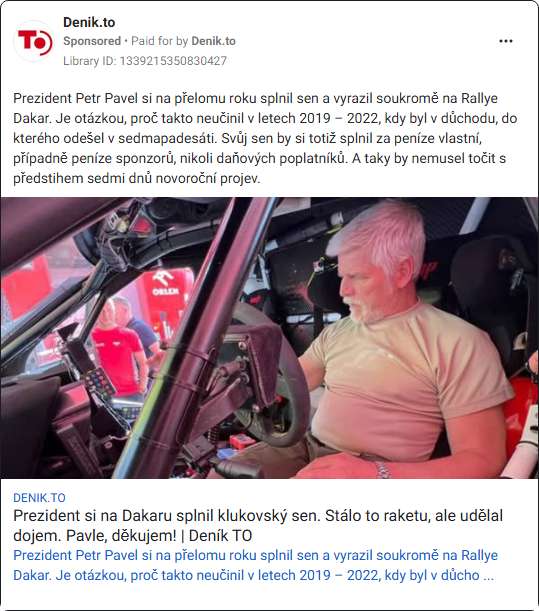 Denik.to
TO
Sponsored • Paid for by Denik.to
Library ID: 1339215350830427
Prezident Petr Pavel si na přelomu roku splnil sen a vyrazil soukromě na Rallye
Dakar. Je otázkou, proč takto neučinil v letech 2019 – 2022, kdy byl v důchodu, do
kterého odešel v sedmapadesáti. Svůj sen by si totiž splnil za peníze vlastní,
případně peníze sponzorů, nikoli daňových poplatníků. A taky by nemusel točit s
předstihem sedmi dnů novoroční projev.
ORLEN
DENIK.TO
Prezident si na Dakaru splnil klukovský sen. Stálo to raketu, ale udělal
dojem. Pavle, děkujem! | Deník TO
Prezident Petr Pavel si na přelomu roku splnil sen a vyrazil soukromě na Rallye
Dakar. Je otázkou, proč takto neučinil v letech 2019 – 2022, kdy byl v důcho ...